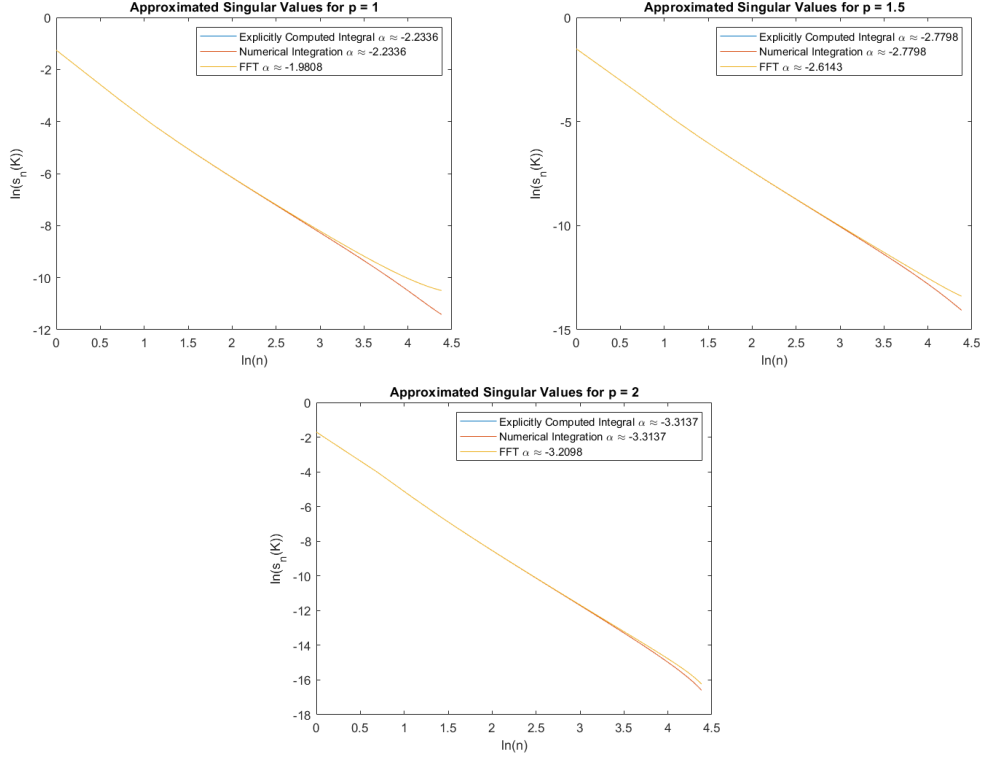 Approximated Singular Values for p = 1
Explicitly Computed Integral α ≈ -2.2336
Numerical Integration α ≈ -2.2336
FFT α ≈ -1.9808
0
-2
-4
-6
-8
-10
-12
ln(s_n(K))
0 0.5 1 1.5 2 2.5 3 3.5 4 4.5
ln(n)
Approximated Singular Values for p = 1.5
Explicitly Computed Integral α ≈ -2.7798
Numerical Integration α ≈ -2.7798
FFT α ≈ -2.6143
0
-5
-10
-15
ln(s_n(K))
0 0.5 1 1.5 2 2.5 3 3.5 4 4.5
ln(n)
Approximated Singular Values for p = 2
Explicitly Computed Integral α ≈ -3.3137
Numerical Integration α ≈ -3.3137
FFT α ≈ -3.2098
0
-2
-4
-6
-8
-10
-12
-14
-16
-18
ln(s_n(K))
0 0.5 1 1.5 2 2.5 3 3.5 4 4.5
ln(n)